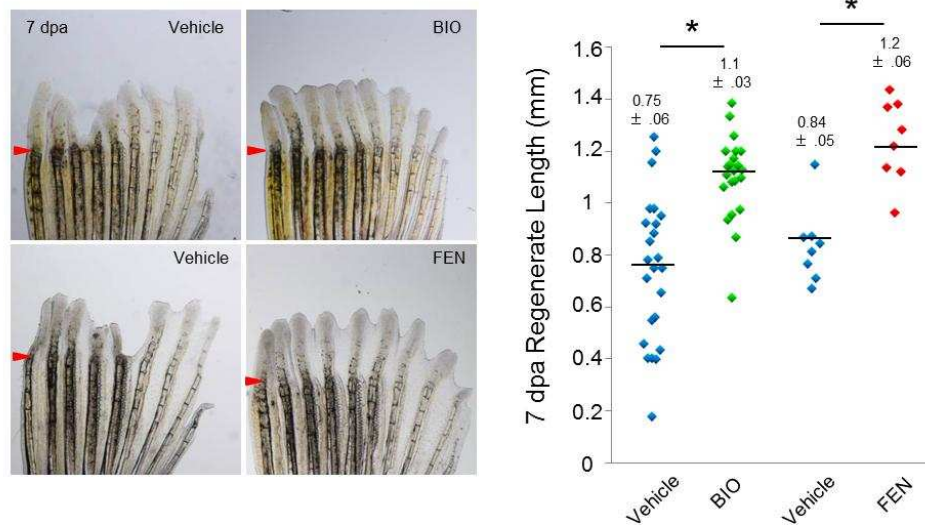 7 dpa Vehicle
BIO
Vehicle
FEN
7 dpa Regenerate Length (mm)
*
*
1.6
1.4
1.2
1
0.8
0.6
0.4
0.2
0
0.75
± .06
1.1
± .03
0.84
± .05
1.2
± .06
Vehicle
BIO
Vehicle
FEN